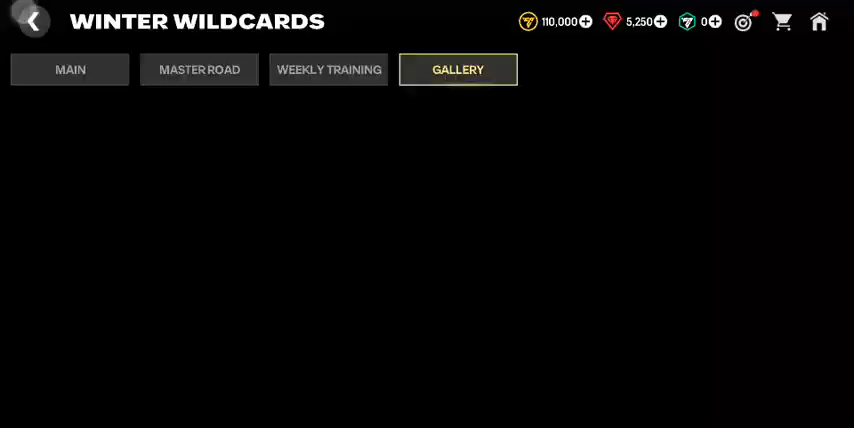 WINTER WILDCARDS 110,000 5,250 0
MAIN MASTER ROAD WEEKLY TRAINING GALLERY